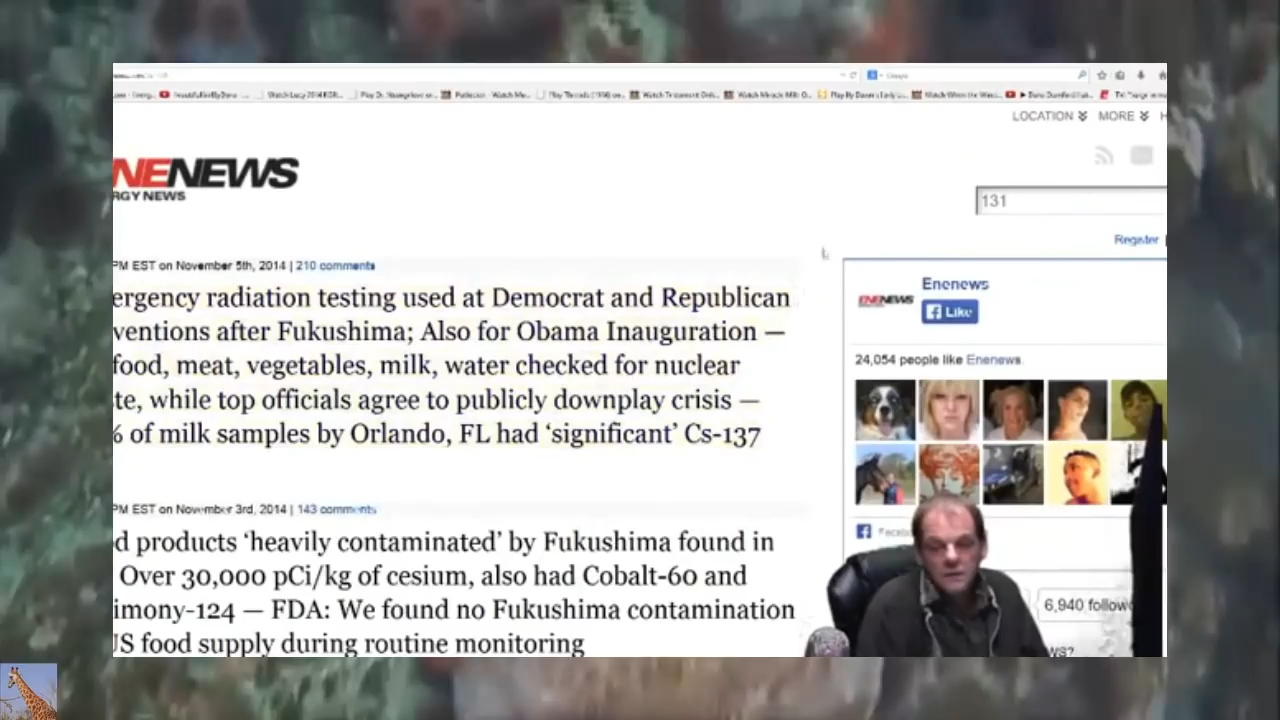 LOCATION MORE H
NENEWS
RGY NEWS
131
Register
PM EST on November 5th, 2014 | 210 comments
ergency radiation testing used at Democrat and Republican
ventions after Fukushima; Also for Obama Inauguration —
food, meat, vegetables, milk, water checked for nuclear
te, while top officials agree to publicly downplay crisis —
% of milk samples by Orlando, FL had ‘significant’ Cs-137
Enenews
ENENEWS
Like
24,054 people like Enenews.
PM EST on November 3rd, 2014 | 143 comments
d products ‘heavily contaminated’ by Fukushima found in
Over 30,000 pCi/kg of cesium, also had Cobalt-60 and
imony-124 — FDA: We found no Fukushima contamination
US food supply during routine monitoring
Faceb
6,940 follow
WS?